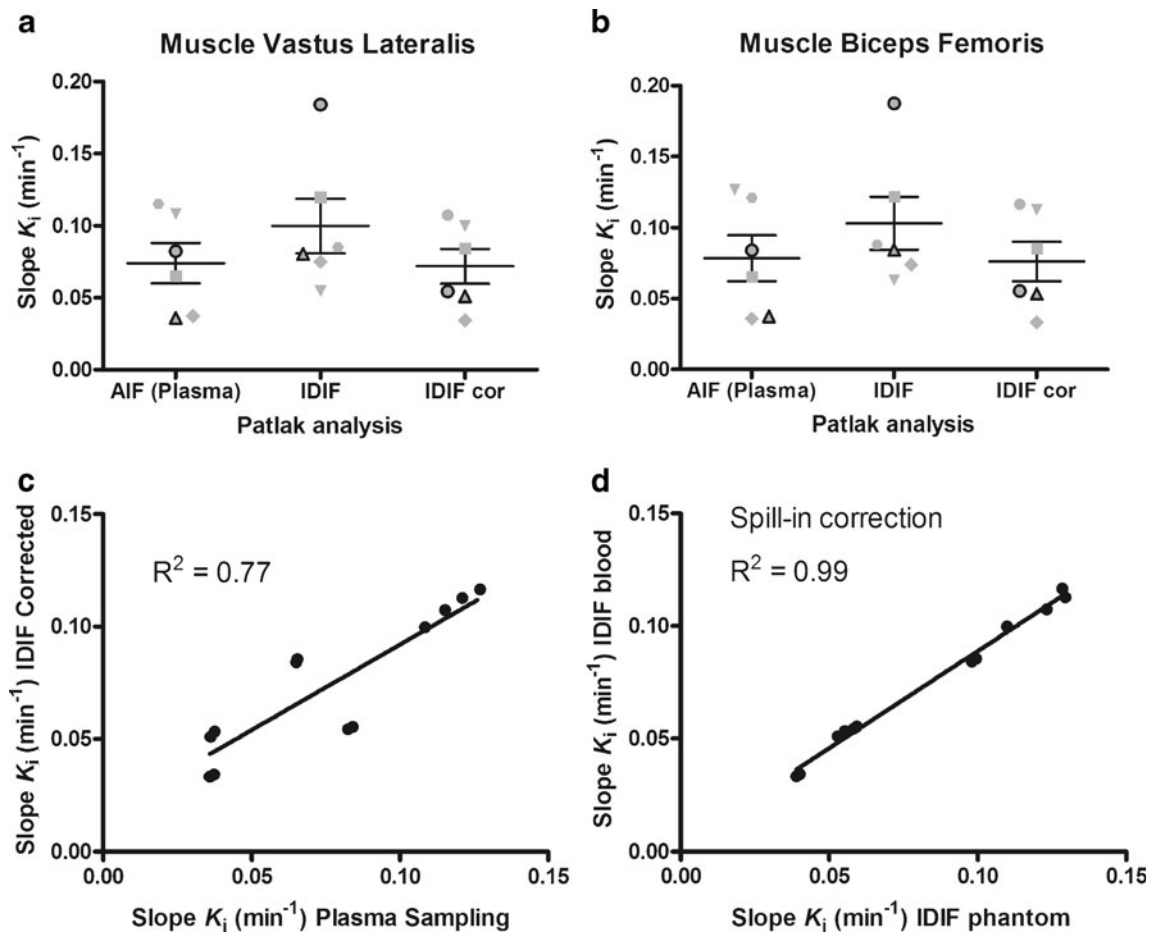 a
Muscle Vastus Lateralis
Slope Ki (min-1)
0.20
0.15
0.10
0.05
0.00
AIF (Plasma)
IDIF
IDIF cor
Patlak analysis
b
Muscle Biceps Femoris
Slope Ki (min-1)
0.20
0.15
0.10
0.05
0.00
AIF (Plasma)
IDIF
IDIF cor
Patlak analysis
c
Slope Ki (min-1) IDIF Corrected
0.15
0.10
0.05
0.00
R2 = 0.77
0.00
0.05
0.10
0.15
Slope Ki (min-1) Plasma Sampling
d
Slope Ki (min-1) IDIF blood
0.15
0.10
0.05
0.00
Spill-in correction
R2 = 0.99
0.00
0.05
0.10
0.15
Slope Ki (min-1) IDIF phantom